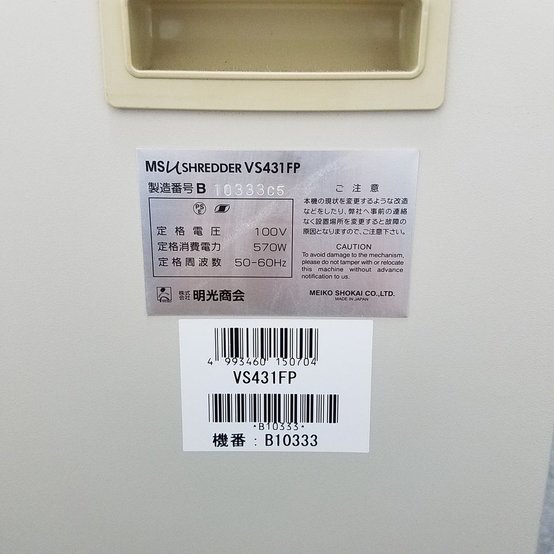 MSシュレッダー SHREDDER VS431FP
製造番号 B 10333C5
定格電圧 100V
定格消費電力 570W
定格周波数 50-60Hz
株式会社 明光商会
ご注意
本機の現状を変更するような改造
などをしたり、弊社へ事前の連絡
なく設置場所を変更すると故障の
原因となりますので、ご注意下さい。
CAUTION
To avoid damage to the mechanism,
please do not tamper with or relocate
this machine without advance
notification to us.
MEIKO SHOKAI CO.,LTD.
MADE IN JAPAN
4 993460 150704
VS431FP
*B10333*
機番:B10333